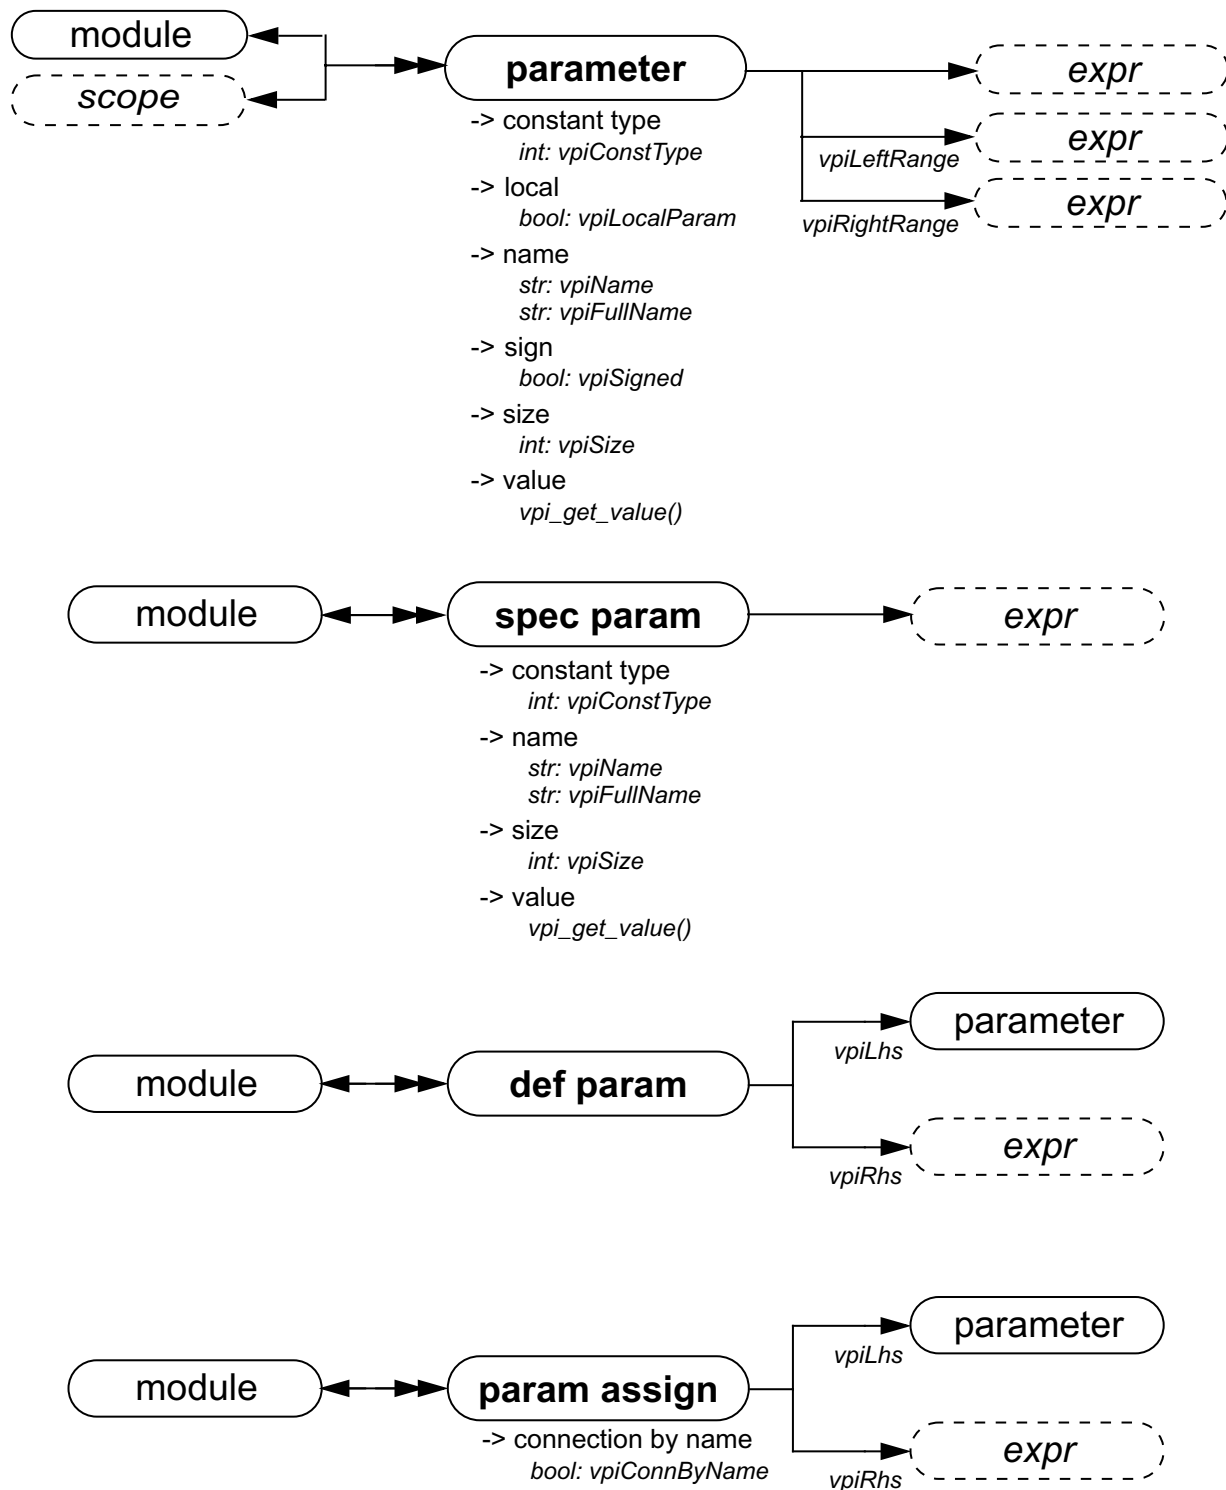 module
scope
parameter
expr
expr
vpiLeftRange
expr
vpiRightRange
-> constant type
int: vpiConstType
-> local
bool: vpiLocalParam
-> name
str: vpiName
str: vpiFullName
-> sign
bool: vpiSigned
-> size
int: vpiSize
-> value
vpi_get_value()
module
spec param
expr
-> constant type
int: vpiConstType
-> name
str: vpiName
str: vpiFullName
-> size
int: vpiSize
-> value
vpi_get_value()
module
def param
parameter
vpiLhs
expr
vpiRhs
module
param assign
parameter
vpiLhs
expr
vpiRhs
-> connection by name
bool: vpiConnByName